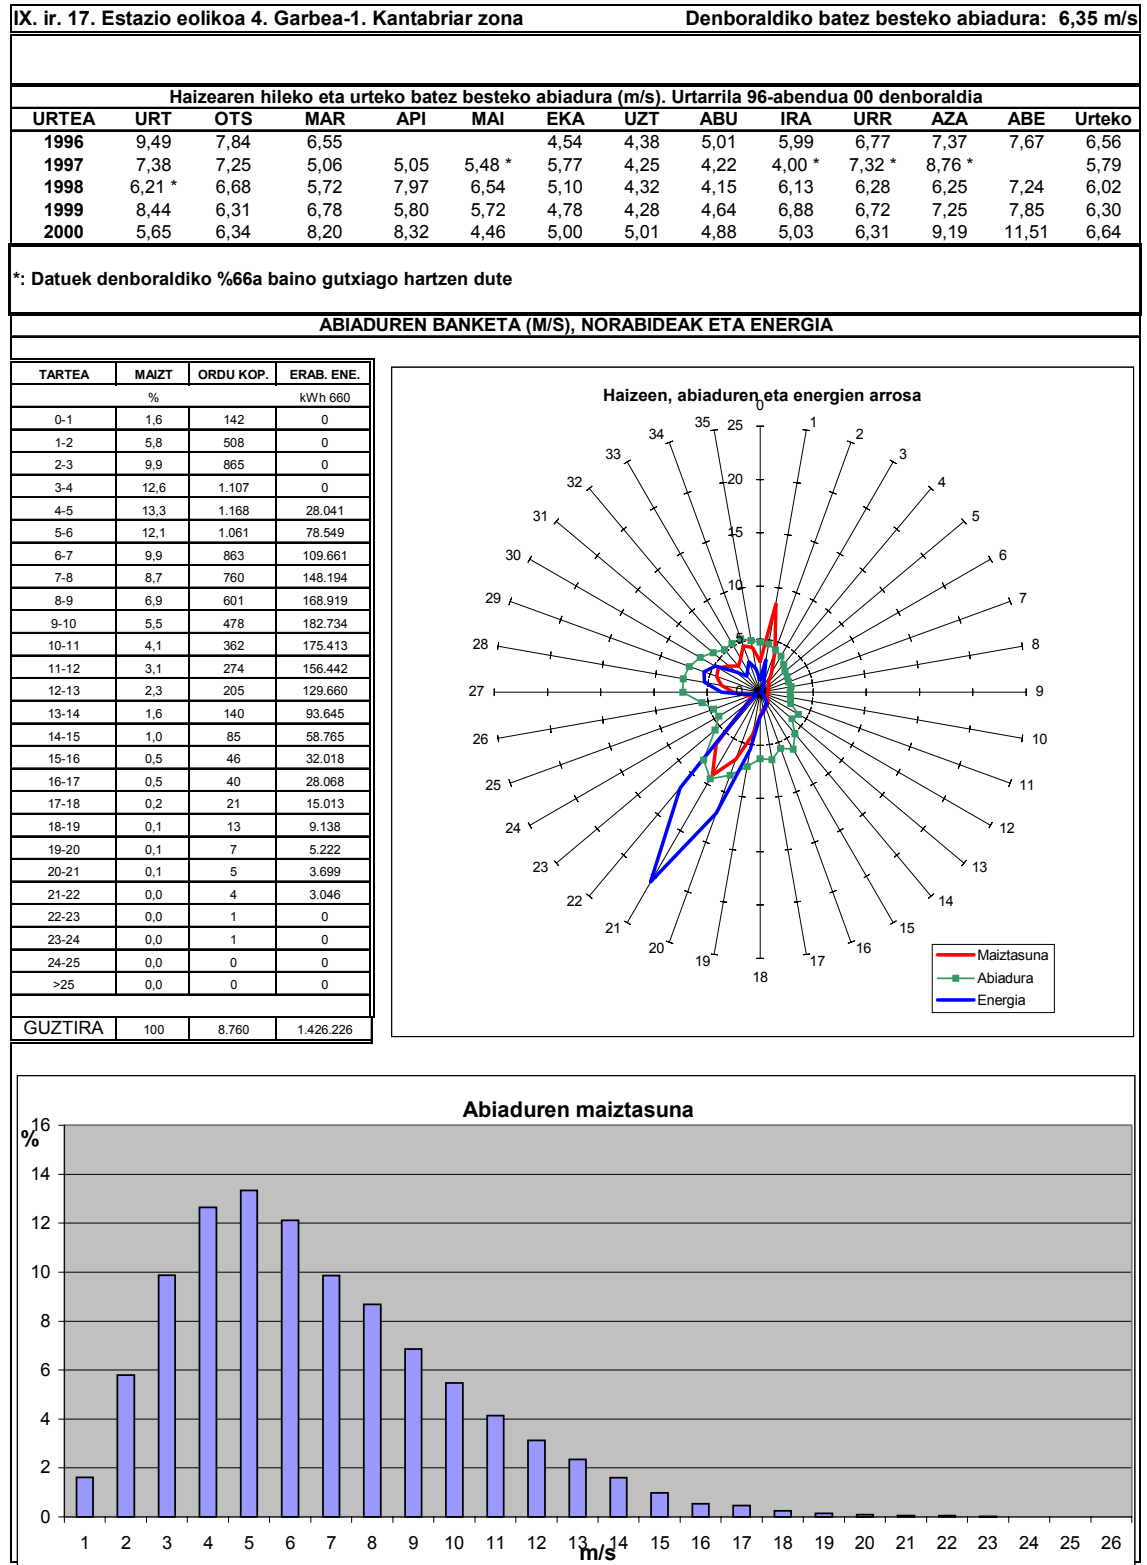 IX. ir. 17. Estazio eolikoa 4. Garbea-1. Kantabriar zona Denboraldiko batez besteko abiadura: 6,35 m/s
Haizearen hileko eta urteko batez besteko abiadura (m/s). Urtarrila 96-abendua 00 denboraldia
URTEA URT OTS MAR API MAI EKA UZT ABU IRA URR AZA ABE Urteko
1996 9,49 7,84 6,55 4,54 4,38 5,01 5,99 6,77 7,37 7,67 6,56
1997 7,38 7,25 5,06 5,05 5,48 * 5,77 4,25 4,22 4,00 * 7,32 * 8,76 * 5,79
1998 6,21 * 6,68 5,72 7,97 6,54 5,10 4,32 4,15 6,13 6,28 6,25 7,24 6,02
1999 8,44 6,31 6,78 5,80 5,72 4,78 4,28 4,64 6,88 6,72 7,25 7,85 6,30
2000 5,65 6,34 8,20 8,32 4,46 5,00 5,01 4,88 5,03 6,31 9,19 11,51 6,64
*: Datuek denboraldiko %66a baino gutxiago hartzen dute
ABIADUREN BANKETA (M/S), NORABIDEAK ETA ENERGIA
TARTEA MAIZT ORDU KOP. ERAB. ENE.
% kWh 660
0-1 1,6 142 0
1-2 5,8 508 0
2-3 9,9 865 0
3-4 12,6 1.107 0
4-5 13,3 1.168 28.041
5-6 12,1 1.061 78.549
6-7 9,9 863 109.661
7-8 8,7 760 148.194
8-9 6,9 601 168.919
9-10 5,5 478 182.734
10-11 4,1 362 175.413
11-12 3,1 274 156.442
12-13 2,3 205 129.660
13-14 1,6 140 93.645
14-15 1,0 85 58.765
15-16 0,5 46 32.018
16-17 0,5 40 28.068
17-18 0,2 21 15.013
18-19 0,1 13 9.138
19-20 0,1 7 5.222
20-21 0,1 5 3.699
21-22 0,0 4 3.046
22-23 0,0 1 0
23-24 0,0 1 0
24-25 0,0 0 0
>25 0,0 0 0
GUZTIRA 100 8.760 1.426.226
Haizeen, abiaduren eta energien arrosa
0
1
2
3
4
5
6
7
8
9
10
11
12
13
14
15
16
17
18
19
20
21
22
23
24
25
26
27
28
29
30
31
32
33
34
35
25
20
15
10
5
0
Maiztasuna
Abiadura
Energia
Abiaduren maiztasuna
%
16
14
12
10
8
6
4
2
0
1 2 3 4 5 6 7 8 9 10 11 12 13 14 15 16 17 18 19 20 21 22 23 24 25 26
m/s